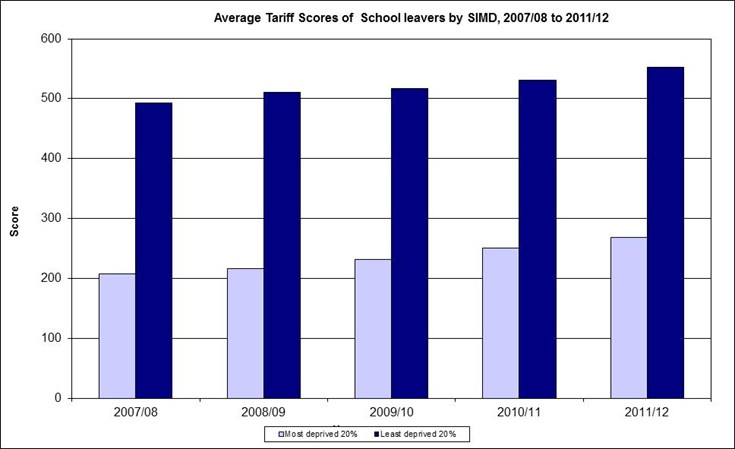 Average Tariff Scores of School leavers by SIMD, 2007/08 to 2011/12
600
500
400
300
200
100
0
Score
2007/08 2008/09 2009/10 2010/11 2011/12
Most deprived 20% Least deprived 20%